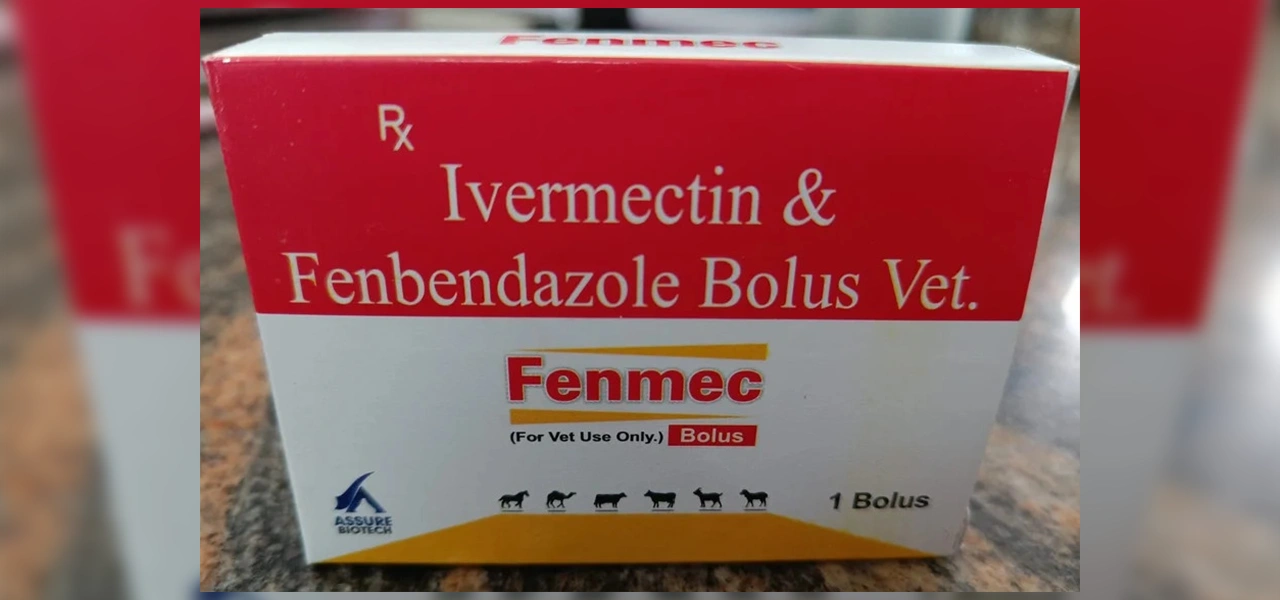 Fenmec
Rx
Ivermectin &
Fenbendazole Bolus Vet.
Fenmec
(For Vet Use Only.) Bolus
ASSURE
BIOTECH
1 Bolus